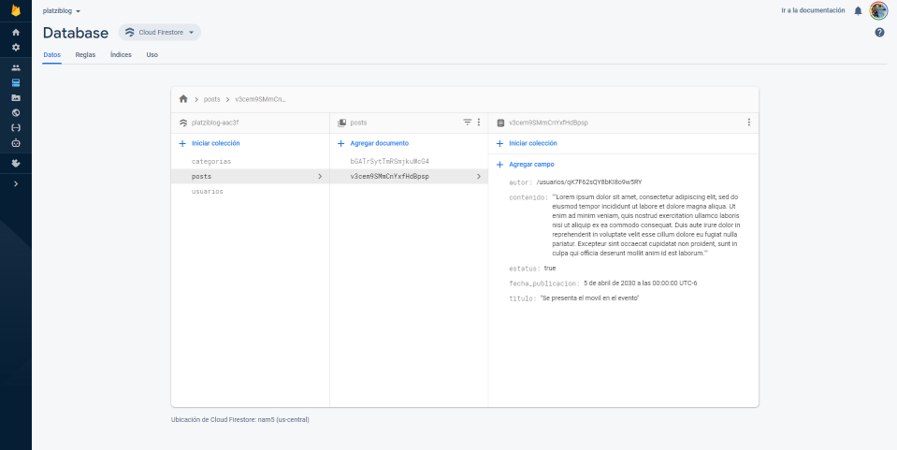 platziblog
Ir a la documentación
Database
Cloud Firestore
Datos
Reglas
Índices
Uso
posts
v3cem9SMmCn…
platziblog-aac3f
posts
v3cem9SMmCnYxfHdBpsp
Iniciar colección
Agregar documento
Iniciar colección
categorias
posts
usuarios
bGATrSytTmRSmjkuWcG4
v3cem9SMmCnYxfHdBpsp
Agregar campo
autor: /usuarios/qK7F62sQY8bKi8o9w5RY
contenido: "'Lorem ipsum dolor sit amet, consectetur adipiscing elit, sed do
eiusmod tempor incididunt ut labore et dolore magna aliqua. Ut
enim ad minim veniam, quis nostrud exercitation ullamco laboris
nisi ut aliquip ex ea commodo consequat. Duis aute irure dolor in
reprehenderit in voluptate velit esse cillum dolore eu fugiat nulla
pariatur. Excepteur sint occaecat cupidatat non proident, sunt in
culpa qui officia deserunt mollit anim id est laborum.'"
estatus: true
fecha_publicacion: 5 de abril de 2030 a las 00:00:00 UTC-6
titulo: "Se presenta el movil en el evento"
Ubicación de Cloud Firestore: nam5 (us-central)